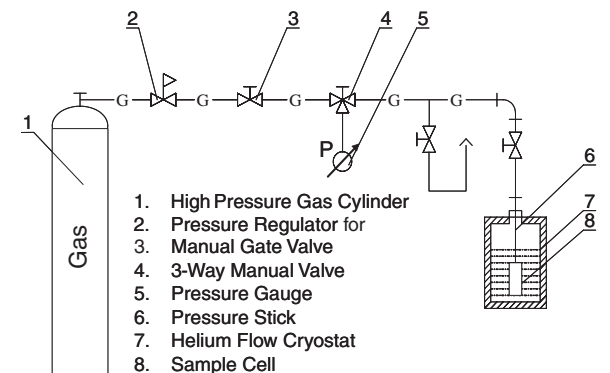 2
3
4
5
G G G G G
1
P
6
7
8
Gas
1. High Pressure Gas Cylinder
2. Pressure Regulator for
3. Manual Gate Valve
4. 3-Way Manual Valve
5. Pressure Gauge
6. Pressure Stick
7. Helium Flow Cryostat
8. Sample Cell